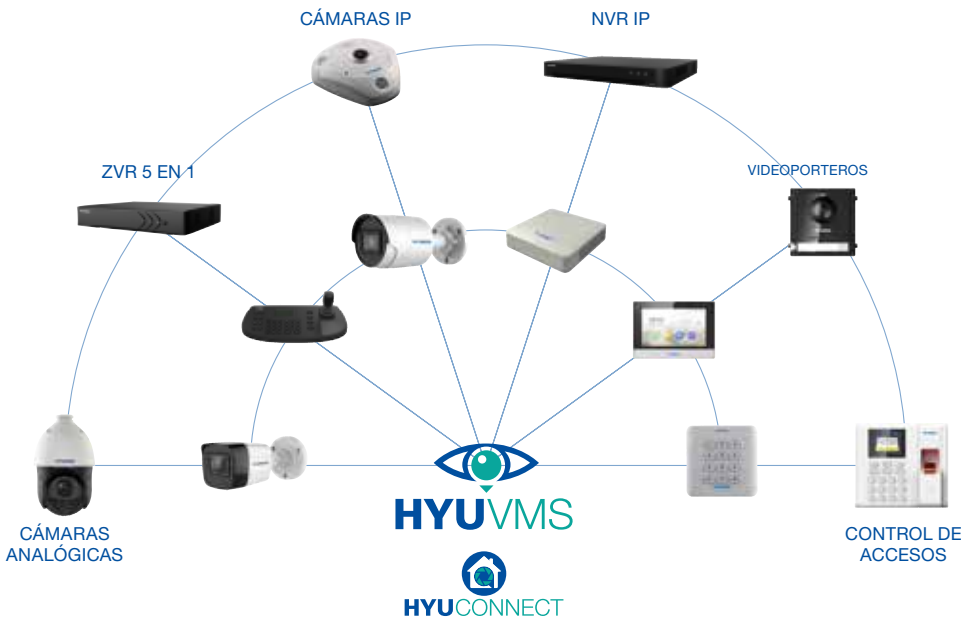 CÁMARAS IP
NVR IP
ZVR 5 EN 1
VIDEOPORTEROS
CÁMARAS
ANALÓGICAS
HYUVMS
CONTROL DE
ACCESOS
HYUCONNECT